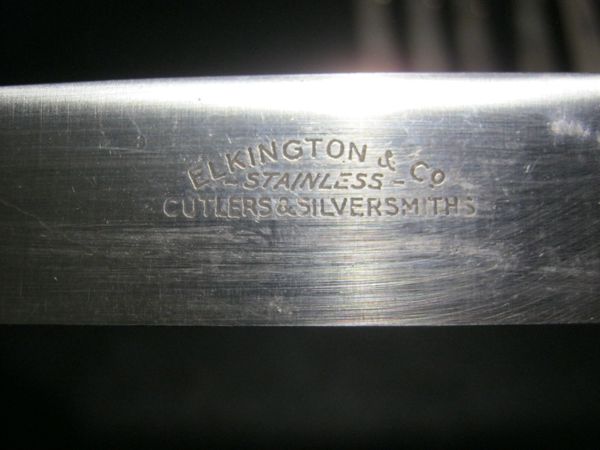 ELKINGTON & Co
- STAINLESS -
CUTLERS & SILVERSMITHS